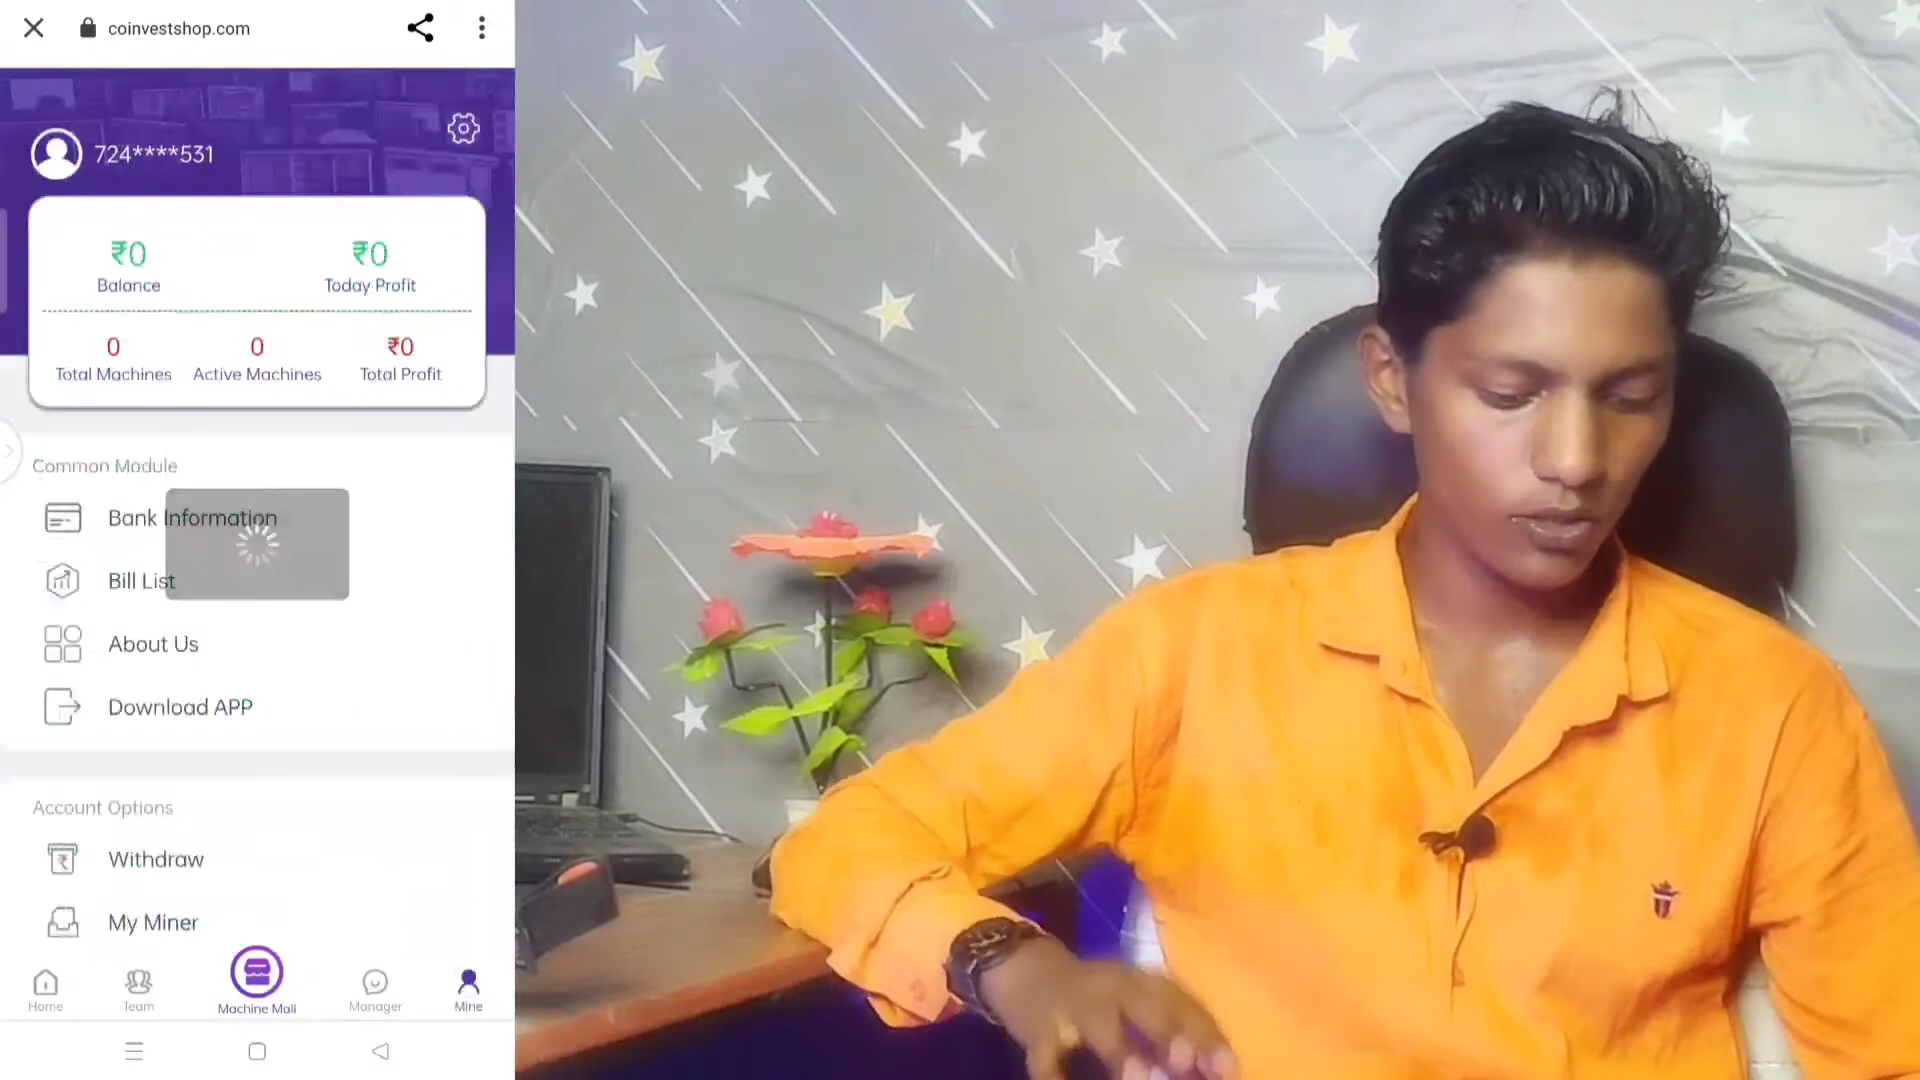 coinvestshop.com
724****531
₹0
Balance
₹0
Today Profit
0
Total Machines
0
Active Machines
₹0
Total Profit
Common Module
Bank Information
Bill List
About Us
Download APP
Account Options
Withdraw
My Miner
Home
Team
Machine Mall
Manager
Mine